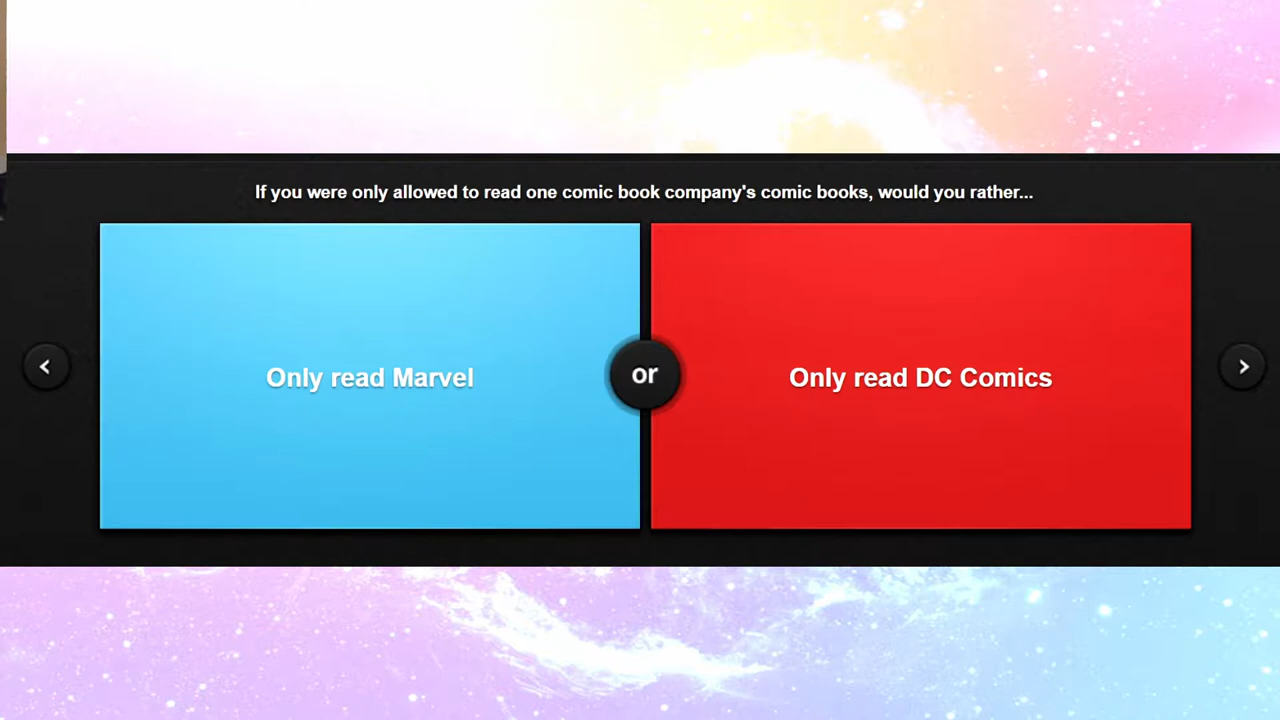 If you were only allowed to read one comic book company's comic books, would you rather...
Only read Marvel
or
Only read DC Comics